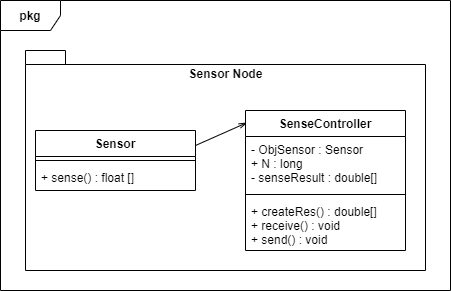 pkg
Sensor Node
Sensor
+ sense() : float []
SenseController
- ObjSensor : Sensor
+ N : long
- senseResult : double[]
+ createRes() : double[]
+ receive() : void
+ send() : void